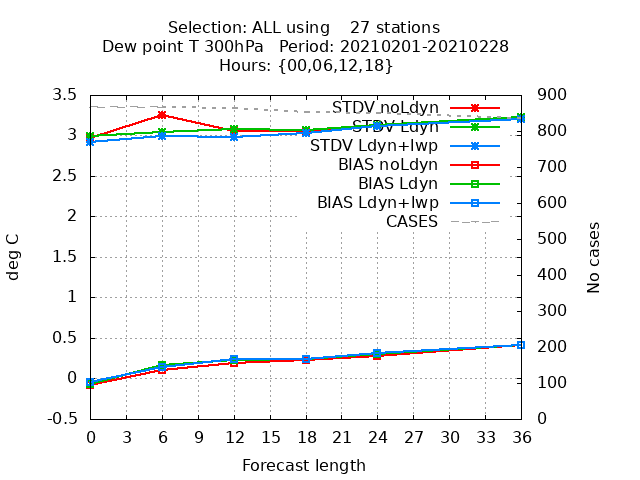 Selection: ALL using    27 stations
Dew point T 300hPa   Period: 20210201-20210228
Hours: {00,06,12,18}
3.5
3
2.5
2
1.5
1
0.5
0
-0.5
deg C
STDV noLdyn
STDV Ldyn
STDV Ldyn+lwp
BIAS noLdyn
BIAS Ldyn
BIAS Ldyn+lwp
CASES
900
800
700
600
500
400
300
200
100
0
No cases
0 3 6 9 12 15 18 21 24 27 30 33 36
Forecast length